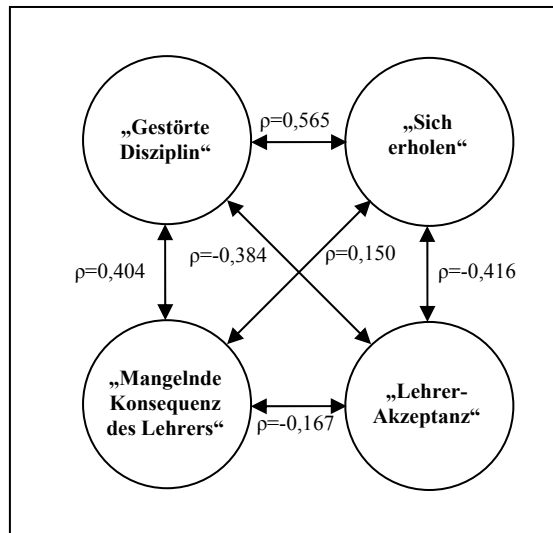 „Gestörte
Disziplin“
ρ=0,565
„Sich
erholen“
ρ=0,404
ρ=-0,384
ρ=0,150
ρ=-0,416
„Mangelnde
Konsequenz
des Lehrers“
ρ=-0,167
„Lehrer-
Akzeptanz“